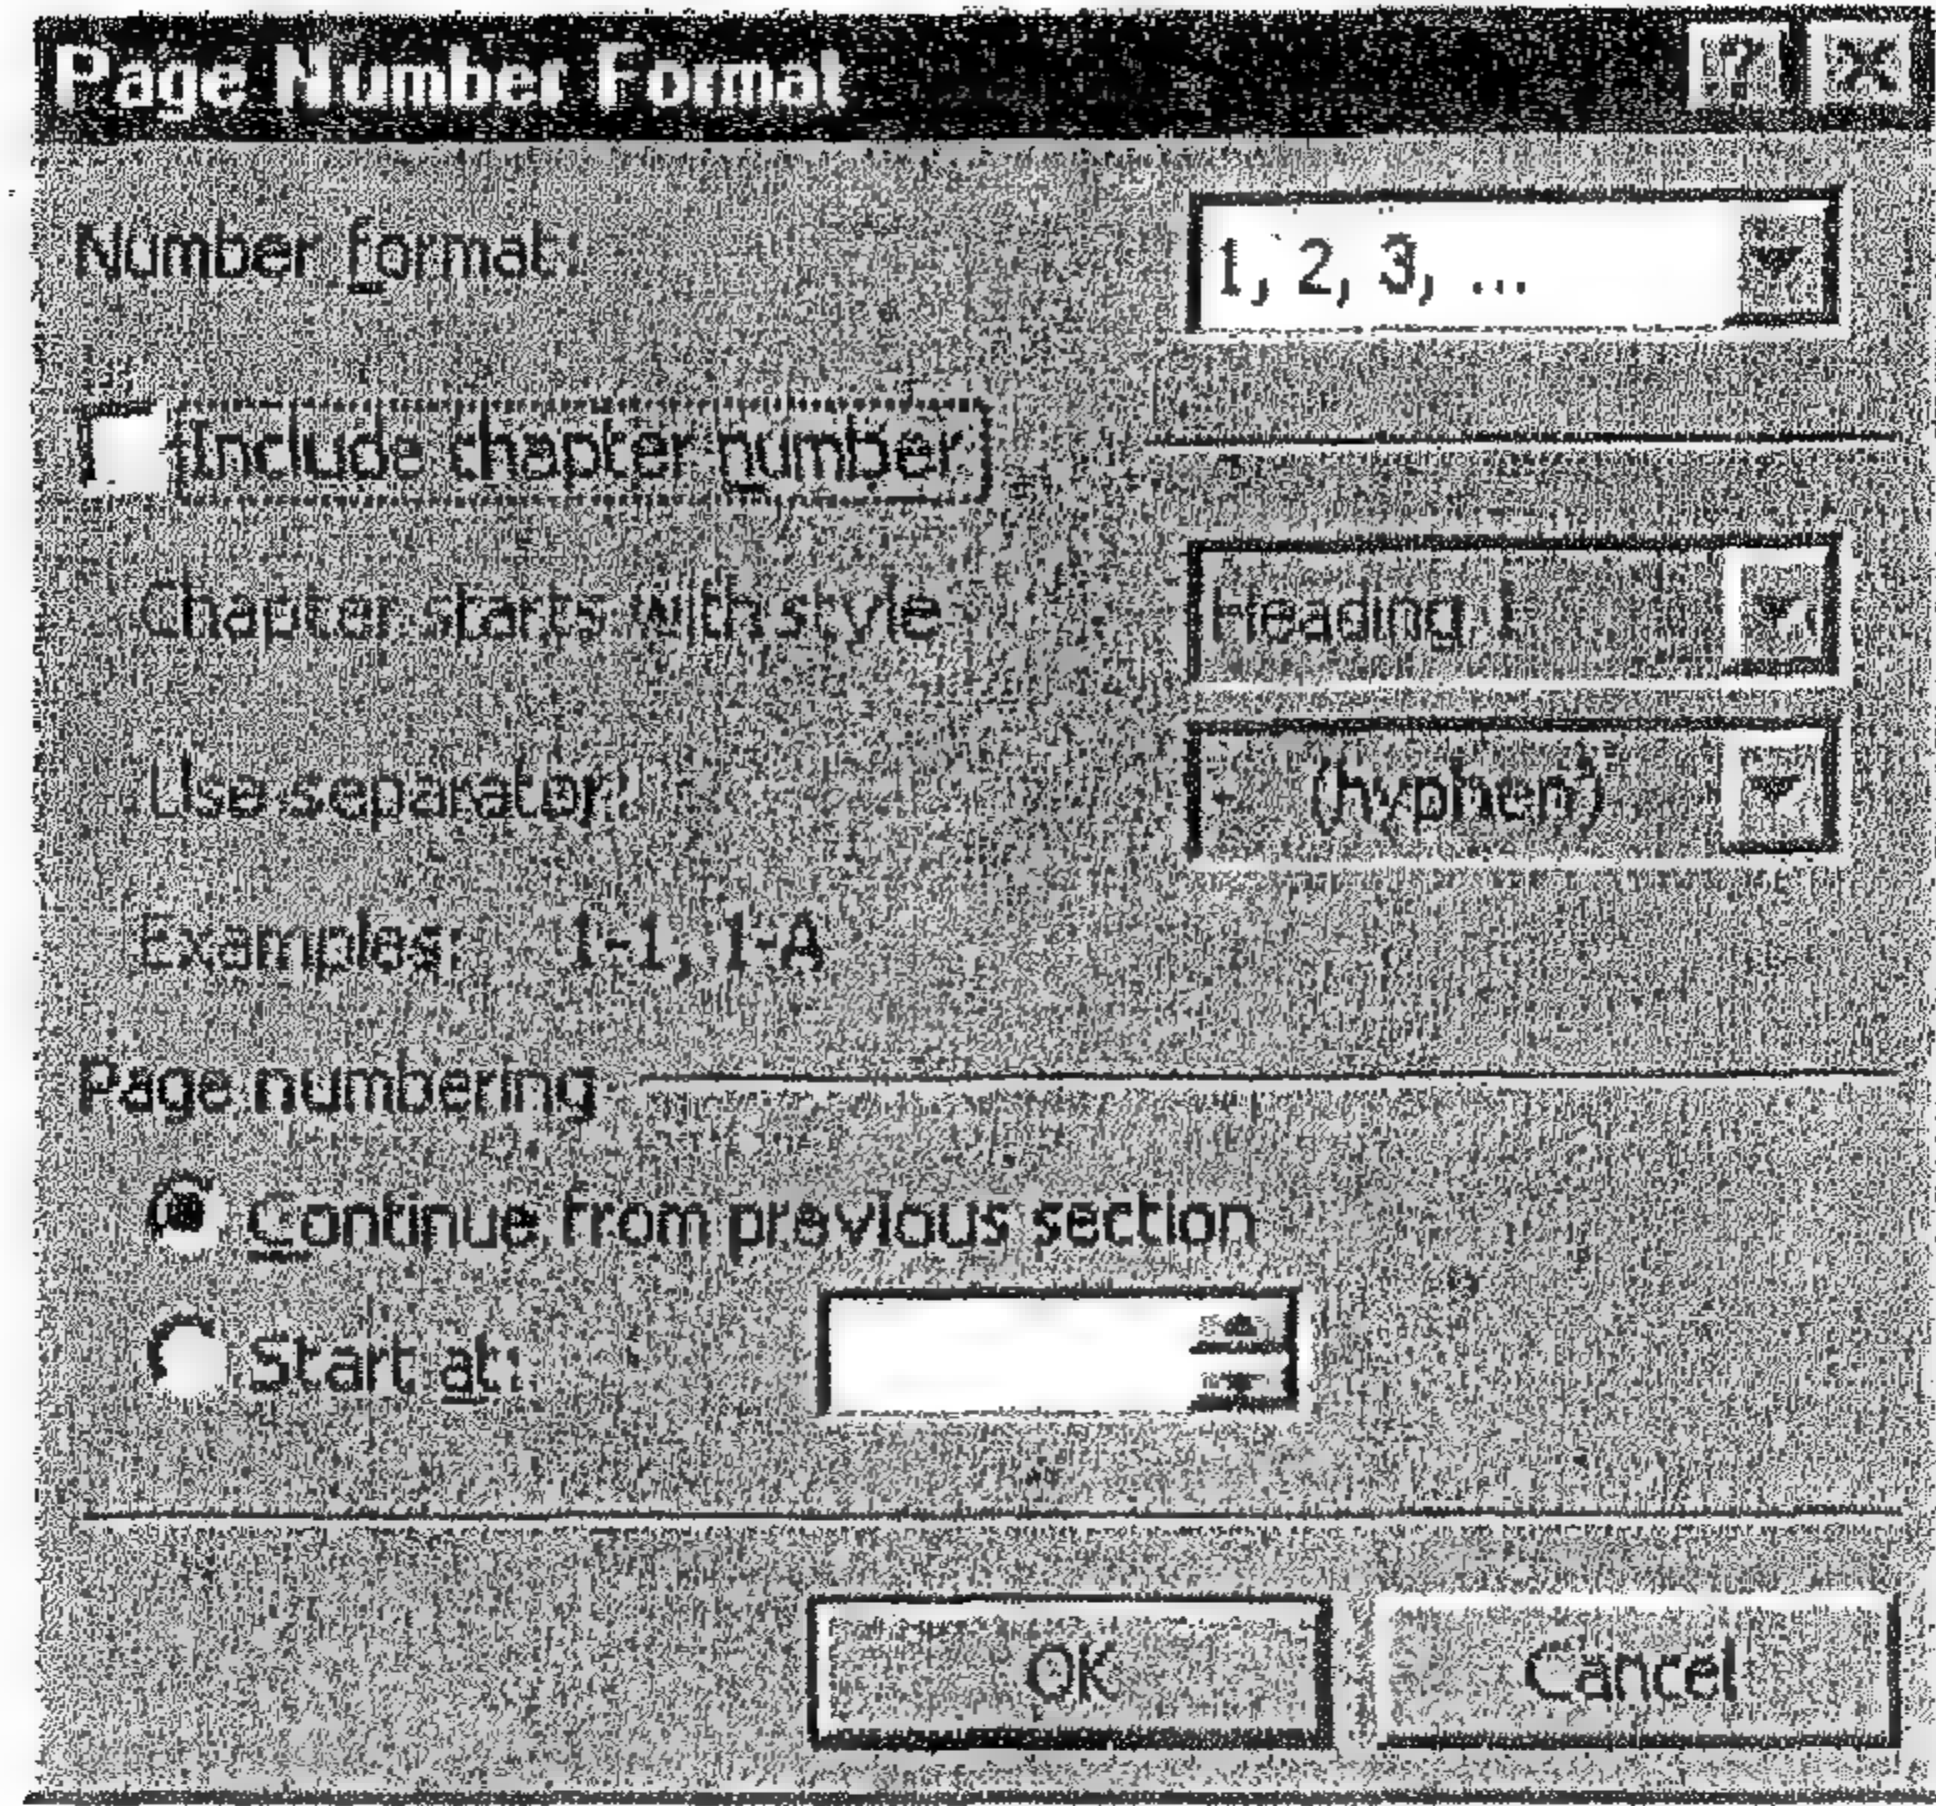 Page Number Format
Number format: 1, 2, 3, ...
Include chapter number
Chapter starts with style Heading 1
Use separator: - (hyphen)
Examples: 1-1, 1-A
Page numbering
Continue from previous section
Start at:
OK Cancel